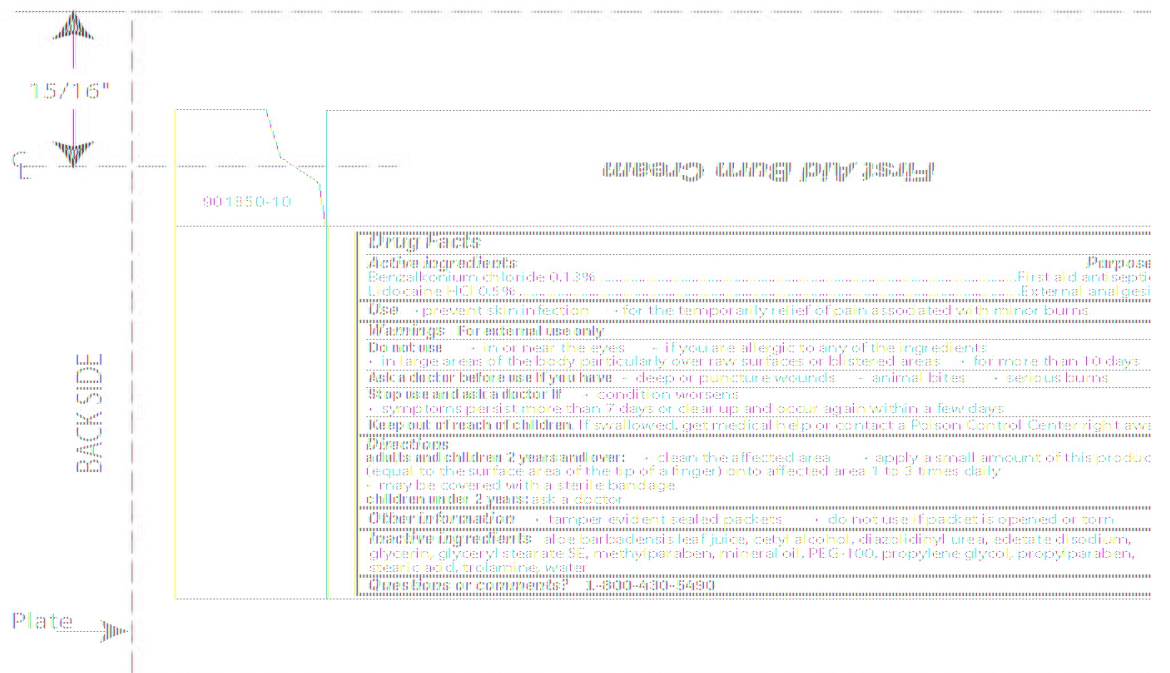 15/16"
℄
First Aid Burn Cream
901850-10
Drug Facts
Active ingredients Purpose
Benzalkonium chloride 0.13% First aid antisepti
Lidocaine HCl 0.5% External analgesi
Use · prevent skin infection · for the temporarily relief of pain associated with minor burns
Warnings For external use only
Do not use · in or near the eyes · if you are allergic to any of the ingredients
· in large areas of the body particularly over raw surfaces or blistered areas · for more than 10 days
Ask a doctor before use if you have · deep or puncture wounds · animal bites · serious burns
Stop use and ask a doctor if · condition worsens
· symptoms persist more than 7 days or clear up and occur again within a few days
Keep out of reach of children. If swallowed, get medical help or contact a Poison Control Center right awa
Directions
adults and children 2 years and over: · clean the affected area · apply a small amount of this produc
(equal to the surface area of the tip of a finger) onto affected area 1 to 3 times daily
· may be covered with a sterile bandage
children under 2 years: ask a doctor
Other information · tamper evident sealed packets · do not use if packet is opened or torn
Inactive ingredients aloe barbadensis leaf juice, cetyl alcohol, diazolidinyl urea, edetate disodium,
glycerin, glyceryl stearate SE, methylparaben, mineral oil, PEG-100, propylene glycol, propylparaben,
stearic acid, trolamine, water
Questions or comments? 1-800-430-5490
BACK SIDE
Plate